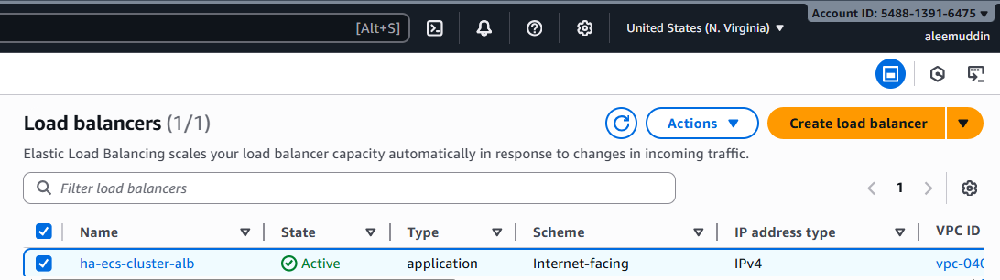 Account ID: 5488-1391-6475
[Alt+S] United States (N. Virginia) aleemuddin
Load balancers (1/1) Actions Create load balancer
Elastic Load Balancing scales your load balancer capacity automatically in response to changes in incoming traffic.
Filter load balancers 1
Name State Type Scheme IP address type VPC ID
ha-ecs-cluster-alb Active application Internet-facing IPv4 vpc-040